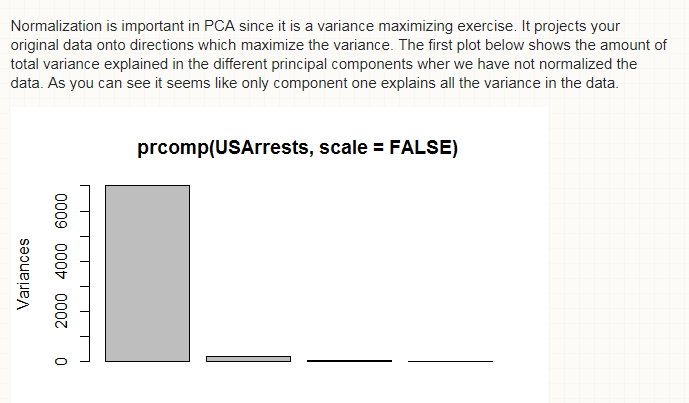 Normalization is important in PCA since it is a variance maximizing exercise. It projects your
original data onto directions which maximize the variance. The first plot below shows the amount of
total variance explained in the different principal components wher we have not normalized the
data. As you can see it seems like only component one explains all the variance in the data.
prcomp(USArrests, scale = FALSE)
Variances
6000
4000
2000
0